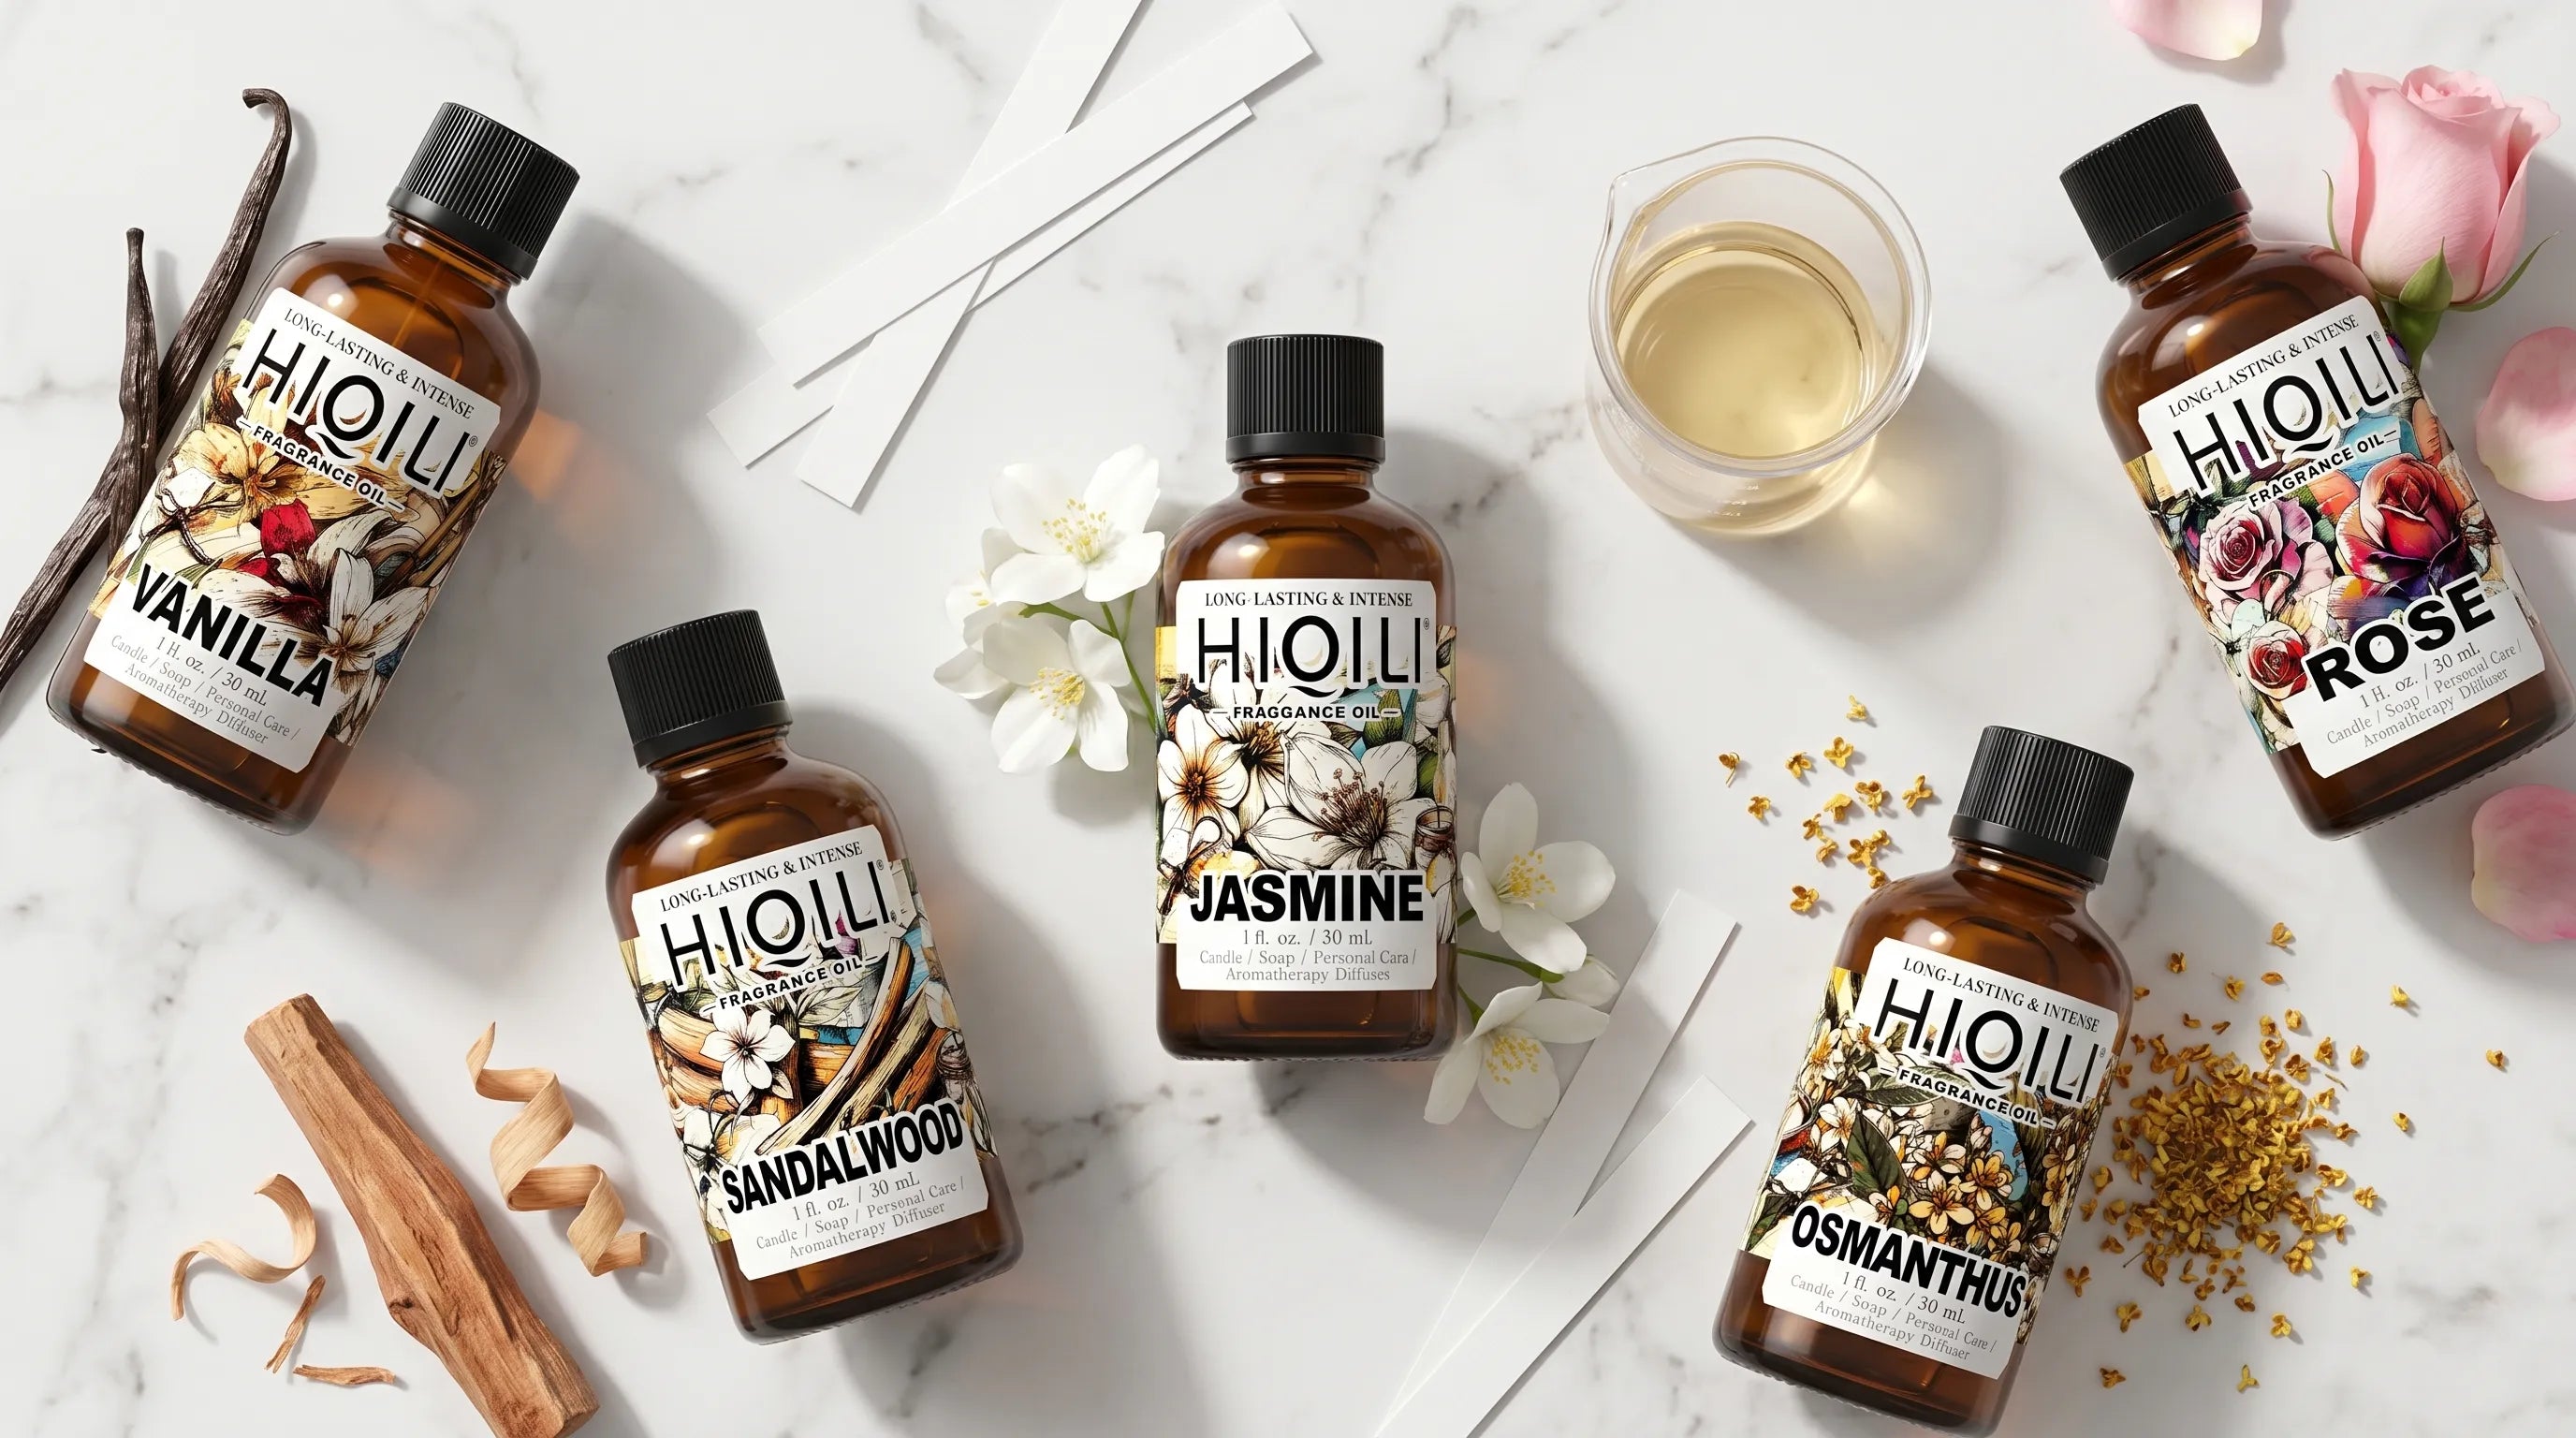 LONG-LASTING & INTENSE
HIQILI®
FRAGRANCE OIL
VANILLA
1 H. oz. / 30 mL
Candle / Soap / Personal Care /
Aromatherapy Diffuser
LONG-LASTING & INTENSE
HIQILI®
FRAGRANCE OIL
SANDALWOOD
1 fl. oz. / 30 mL
Candle / Soap / Personal Care /
Aromatherapy Diffuser
LONG-LASTING & INTENSE
HIQILI®
FRAGGANCE OIL
JASMINE
1 fl. oz. / 30 mL
Candle / Soap / Personal Cara /
Aromatherapy Diffuses
LONG-LASTING & INTENSE
HIQILI®
FRAGRANCE OIL
OSMANTHUS
1 fl. oz. / 30 mL
Candle / Soap / Personal Care /
Aromatherapy Diffuaer
LONG-LASTING & INTENSE
HIQILI®
FRAGRANCE OIL
ROSE
1 H. oz. / 30 mL
Candle / Soap / Personal Care /
Aromatherapy Diffuser